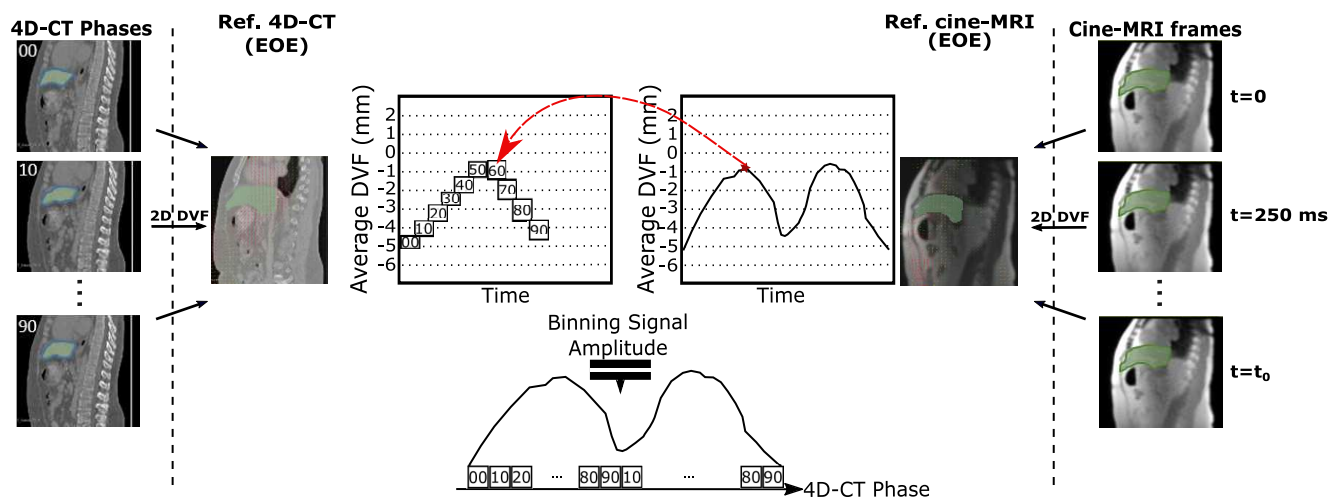 4D-CT Phases
00
10
90
2D DVF
Ref. 4D-CT
(EOE)
Average DVF (mm)
2
1
0
-1
-2
-3
-4
-5
-6
00
10
20
30
40
50
60
70
80
90
Time
Average DVF (mm)
2
1
0
-1
-2
-3
-4
-5
-6
Time
Ref. cine-MRI
(EOE)
2D DVF
Cine-MRI frames
t=0
t=250 ms
t=t₀
Binning Signal
Amplitude
00 10 20 ... 80 90 10 ... 80 90
4D-CT Phase